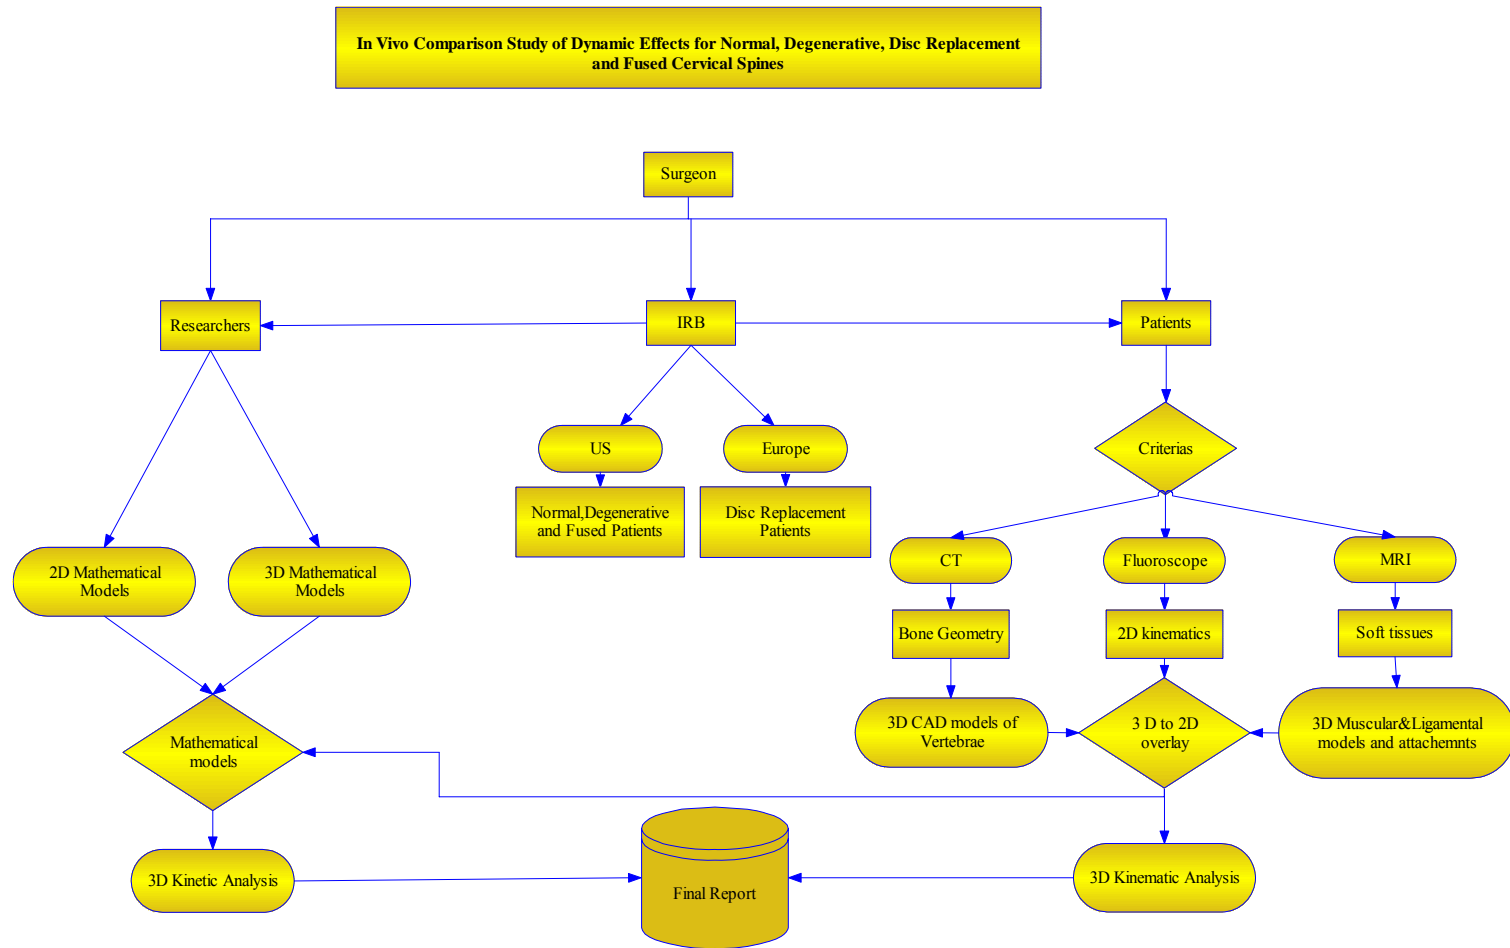 In Vivo Comparison Study of Dynamic Effects for Normal, Degenerative, Disc Replacement
and Fused Cervical Spines
Surgeon
Researchers
IRB
Patients
US
Europe
Criterias
Normal,Degenerative
and Fused Patients
Disc Replacement
Patients
2D Mathematical
Models
3D Mathematical
Models
CT
Fluoroscope
MRI
Bone Geometry
2D kinematics
Soft tissues
Mathematical
models
3D CAD models of
Vertebrae
3 D to 2D
overlay
3D Muscular&Ligamental
models and attachemnts
3D Kinetic Analysis
Final Report
3D Kinematic Analysis